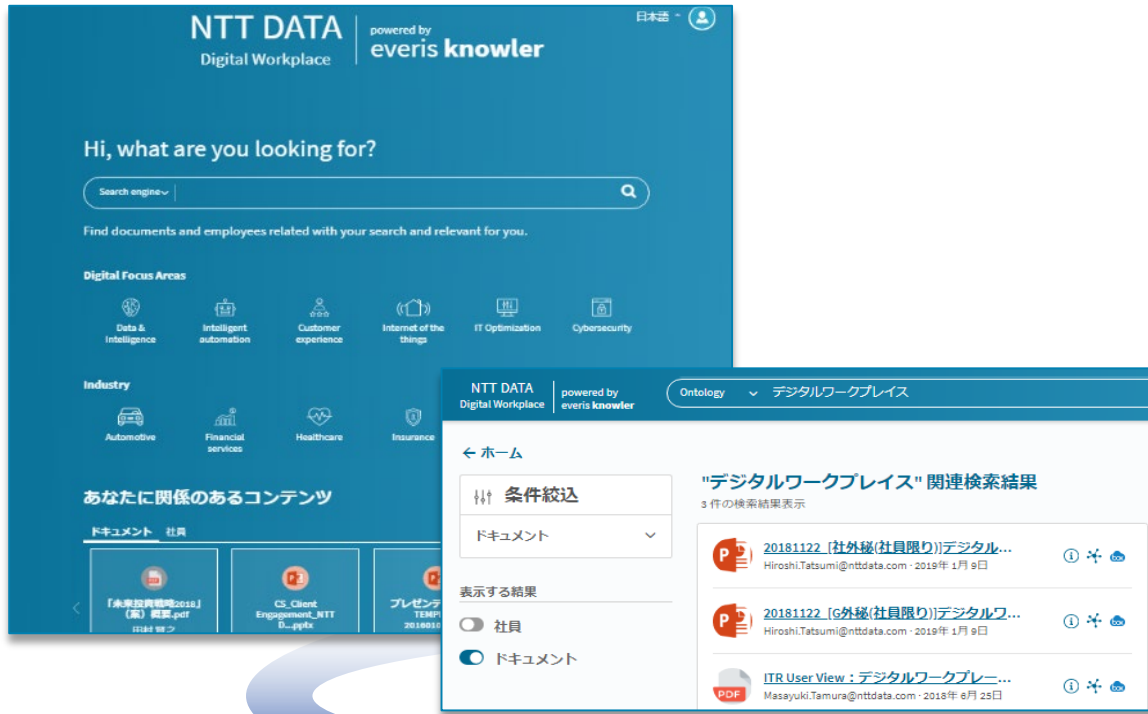 NTT DATA
Digital Workplace
powered by
everis knowler
日本語
Hi, what are you looking for?
Search engine
Find documents and employees related with your search and relevant for you.
Digital Focus Areas
Data &
Intelligence
Intelligent
automation
Customer
experience
Internet of the
things
IT Optimization
Cybersecurity
Industry
Automotive
Financial
services
Healthcare
Insurance
あなたに関係のあるコンテンツ
ドキュメント 社員
「未来投資戦略2018」
（案）概要.pdf
CS_Client
Engagement_NTT
D...pptx
プレゼンテ
TEMP
201601
NTT DATA
Digital Workplace
powered by
everis knowler
Ontology デジタルワークプレイス
← ホーム
条件絞込
ドキュメント
表示する結果
社員
ドキュメント
"デジタルワークプレイス" 関連検索結果
3 件の検索結果表示
20181122_[社外秘(社員限り)]デジタル...
Hiroshi.Tatsumi@nttdata.com · 2019年 1月 9日
20181122_[G外秘(社員限り)]デジタルワ...
Hiroshi.Tatsumi@nttdata.com · 2019年 1月 9日
ITR User View：デジタルワークプレー...
PDF
Masayuki.Tamura@nttdata.com · 2018年 6月 25日